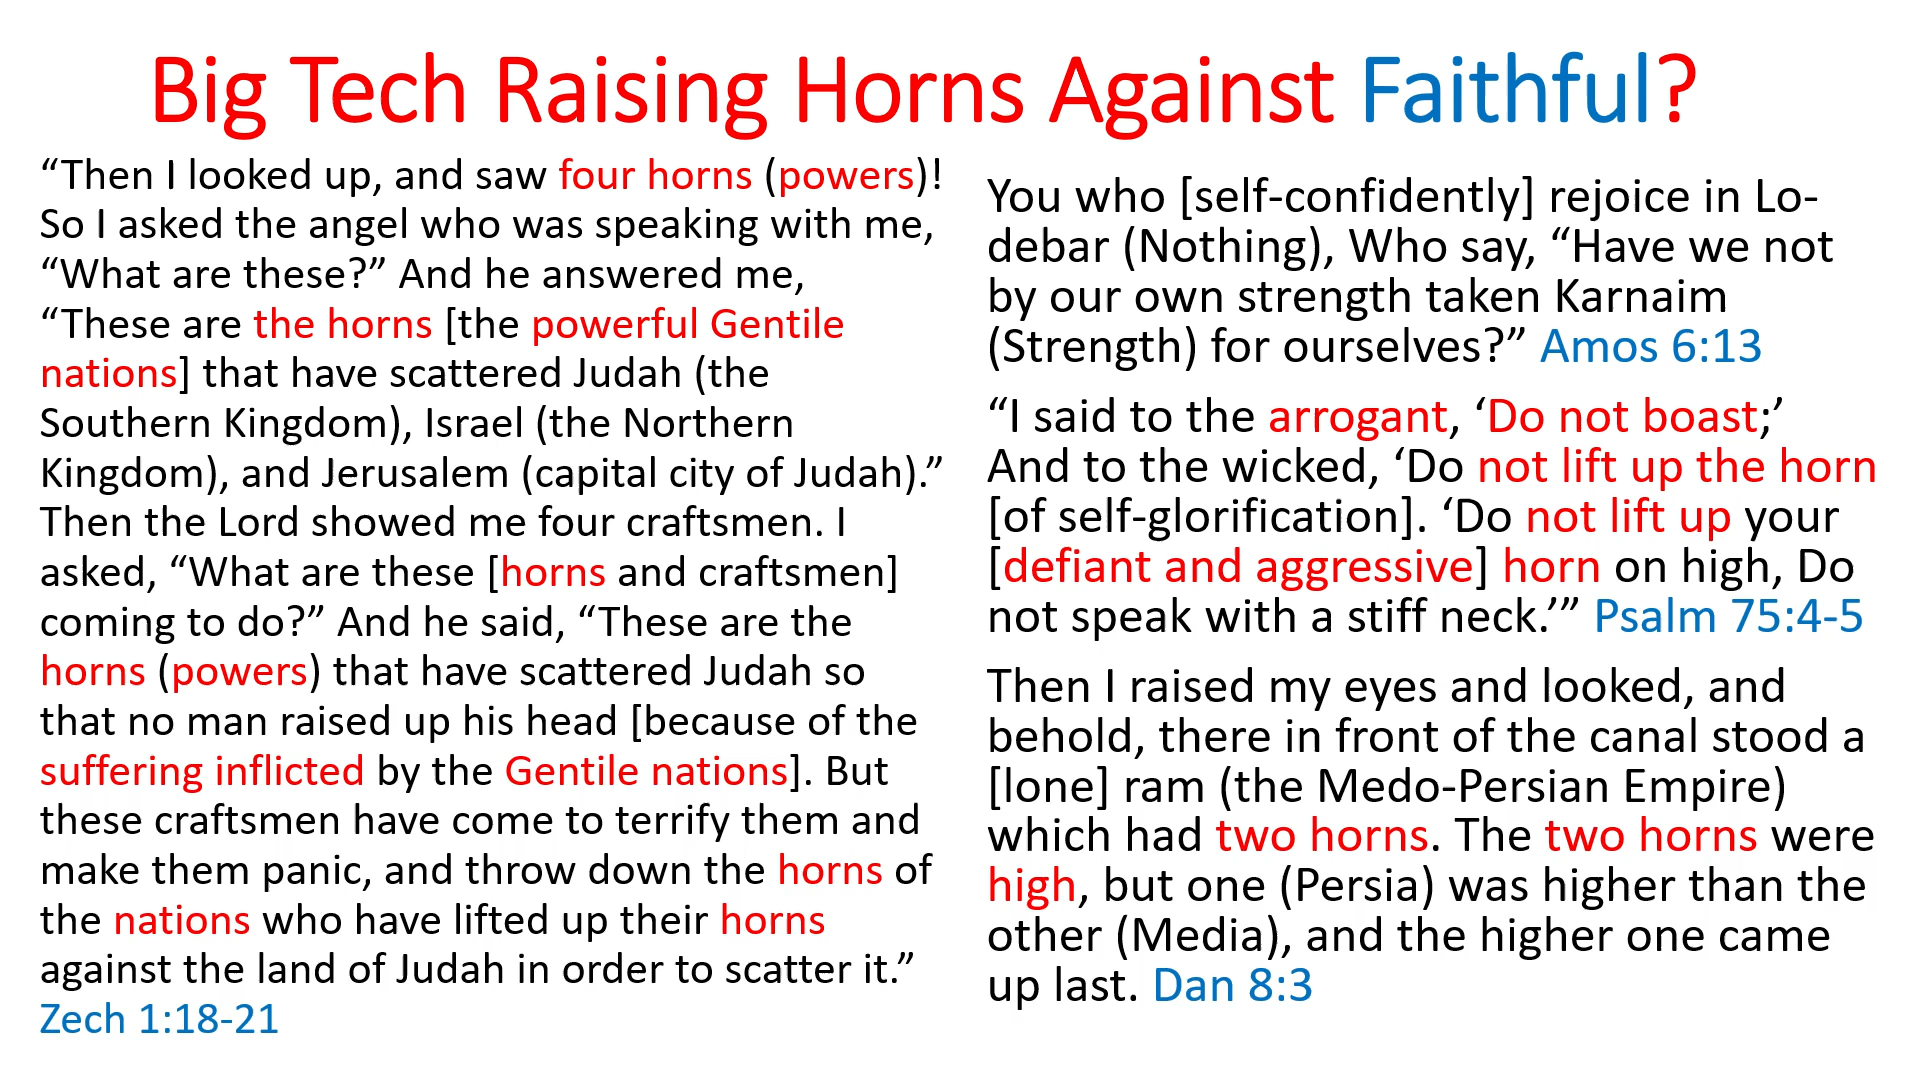 Big Tech Raising Horns Against Faithful?
“Then I looked up, and saw four horns (powers)!
So I asked the angel who was speaking with me,
“What are these?” And he answered me,
“These are the horns [the powerful Gentile
nations] that have scattered Judah (the
Southern Kingdom), Israel (the Northern
Kingdom), and Jerusalem (capital city of Judah).”
Then the Lord showed me four craftsmen. I
asked, “What are these [horns and craftsmen]
coming to do?” And he said, “These are the
horns (powers) that have scattered Judah so
that no man raised up his head [because of the
suffering inflicted by the Gentile nations]. But
these craftsmen have come to terrify them and
make them panic, and throw down the horns of
the nations who have lifted up their horns
against the land of Judah in order to scatter it.”
Zech 1:18-21
You who [self-confidently] rejoice in Lo-
debar (Nothing), Who say, “Have we not
by our own strength taken Karnaim
(Strength) for ourselves?” Amos 6:13
“I said to the arrogant, ‘Do not boast;’
And to the wicked, ‘Do not lift up the horn
[of self-glorification]. ‘Do not lift up your
[defiant and aggressive] horn on high, Do
not speak with a stiff neck.’” Psalm 75:4-5
Then I raised my eyes and looked, and
behold, there in front of the canal stood a
[lone] ram (the Medo-Persian Empire)
which had two horns. The two horns were
high, but one (Persia) was higher than the
other (Media), and the higher one came
up last. Dan 8:3